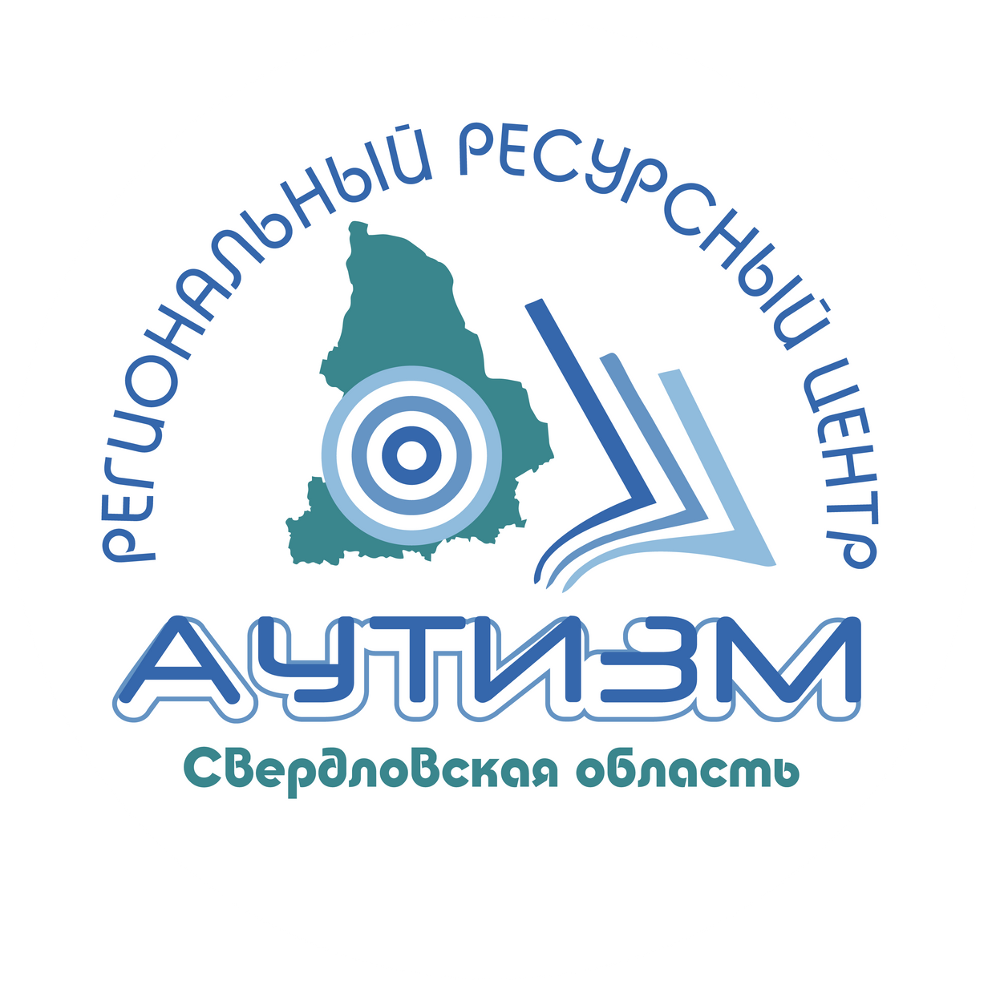 РЕГИОНАЛЬНЫЙ РЕСУРСНЫЙ ЦЕНТР
АУТИЗМ
Свердловская область